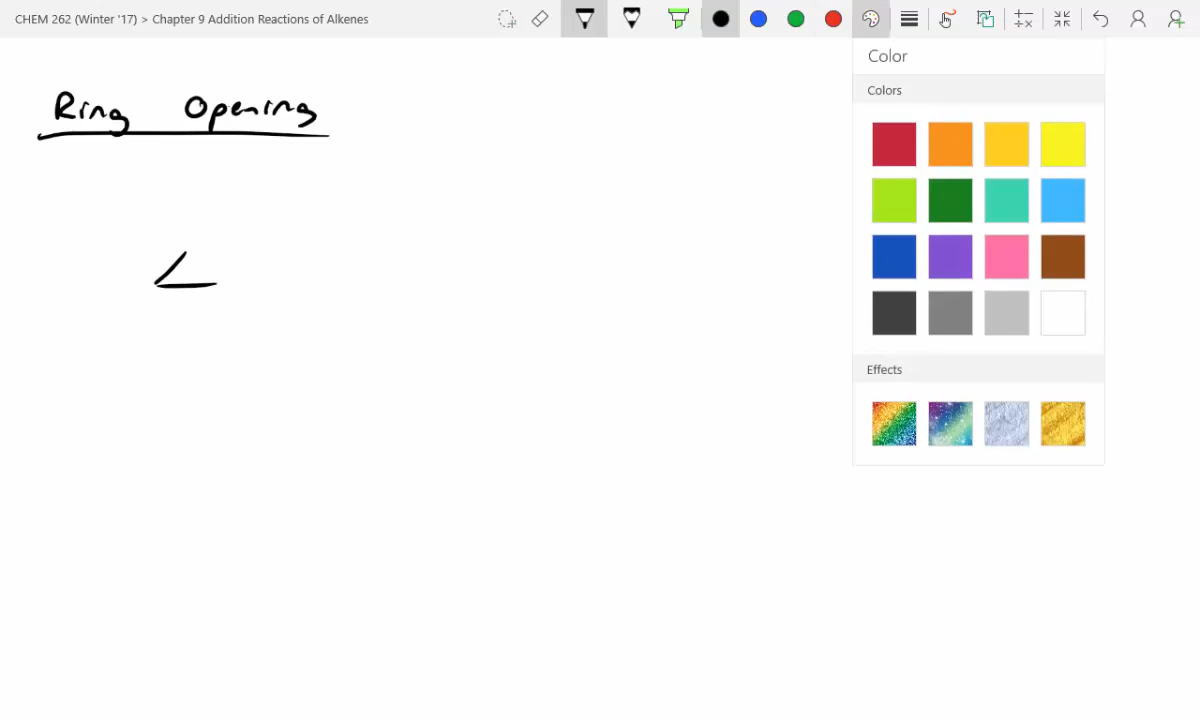 CHEM 262 (Winter '17) > Chapter 9 Addition Reactions of Alkenes
Color
Ring Opening
Colors
Effects